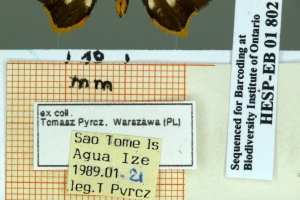 mm
ex coll.
Tomasz Pyrcz, Warszawa (PL)
Sao Tome Is
Agua Ize
1989.01.21
leg.T Pyrcz
Sequenced for Barcoding at
Biodiversity Institute of Ontario
HESP-EB 01 802